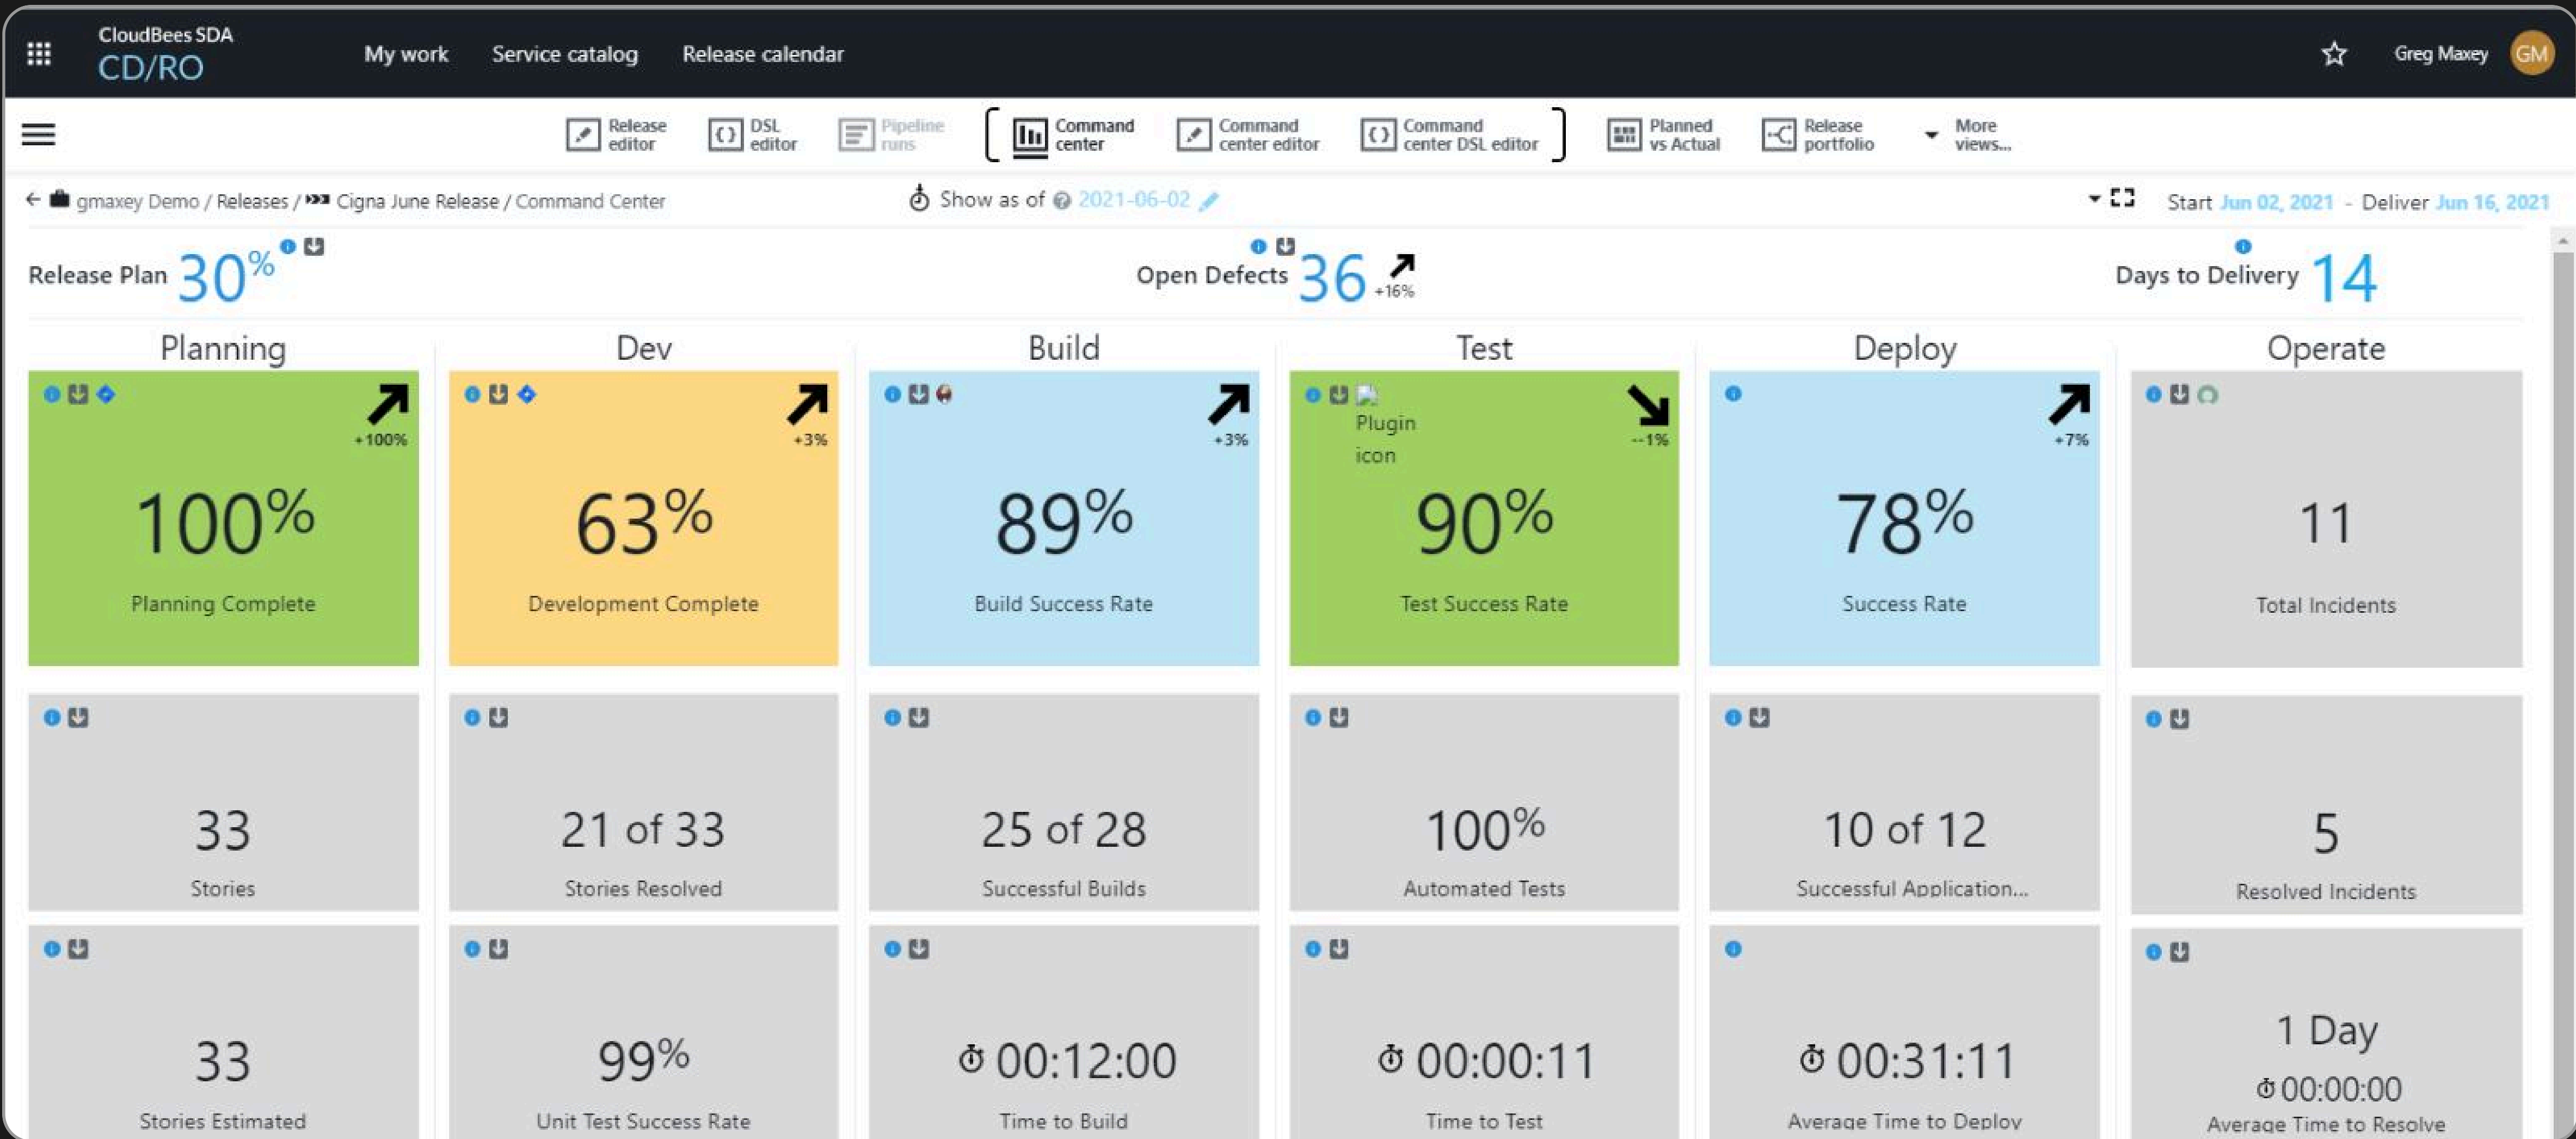 CloudBees SDA
CD/RO
My work
Service catalog
Release calendar
Greg Maxey
GM
Release
editor
DSL
editor
Pipeline
runs
Command
center
Command
center editor
Command
center DSL editor
Planned
vs Actual
Release
portfolio
More
views...
gmaxey Demo / Releases / Cigna June Release / Command Center
Show as of 2021-06-02
Start Jun 02, 2021 - Deliver Jun 16, 2021
Release Plan 30%
Open Defects 36 +16%
Days to Delivery 14
Planning
Dev
Build
Test
Deploy
Operate
+100%
100%
Planning Complete
+3%
63%
Development Complete
+3%
89%
Build Success Rate
Plugin
icon
--1%
90%
Test Success Rate
+7%
78%
Success Rate
11
Total Incidents
33
Stories
21 of 33
Stories Resolved
25 of 28
Successful Builds
100%
Automated Tests
10 of 12
Successful Application...
5
Resolved Incidents
33
Stories Estimated
99%
Unit Test Success Rate
00:12:00
Time to Build
00:00:11
Time to Test
00:31:11
Average Time to Deploy
1 Day
00:00:00
Average Time to Resolve